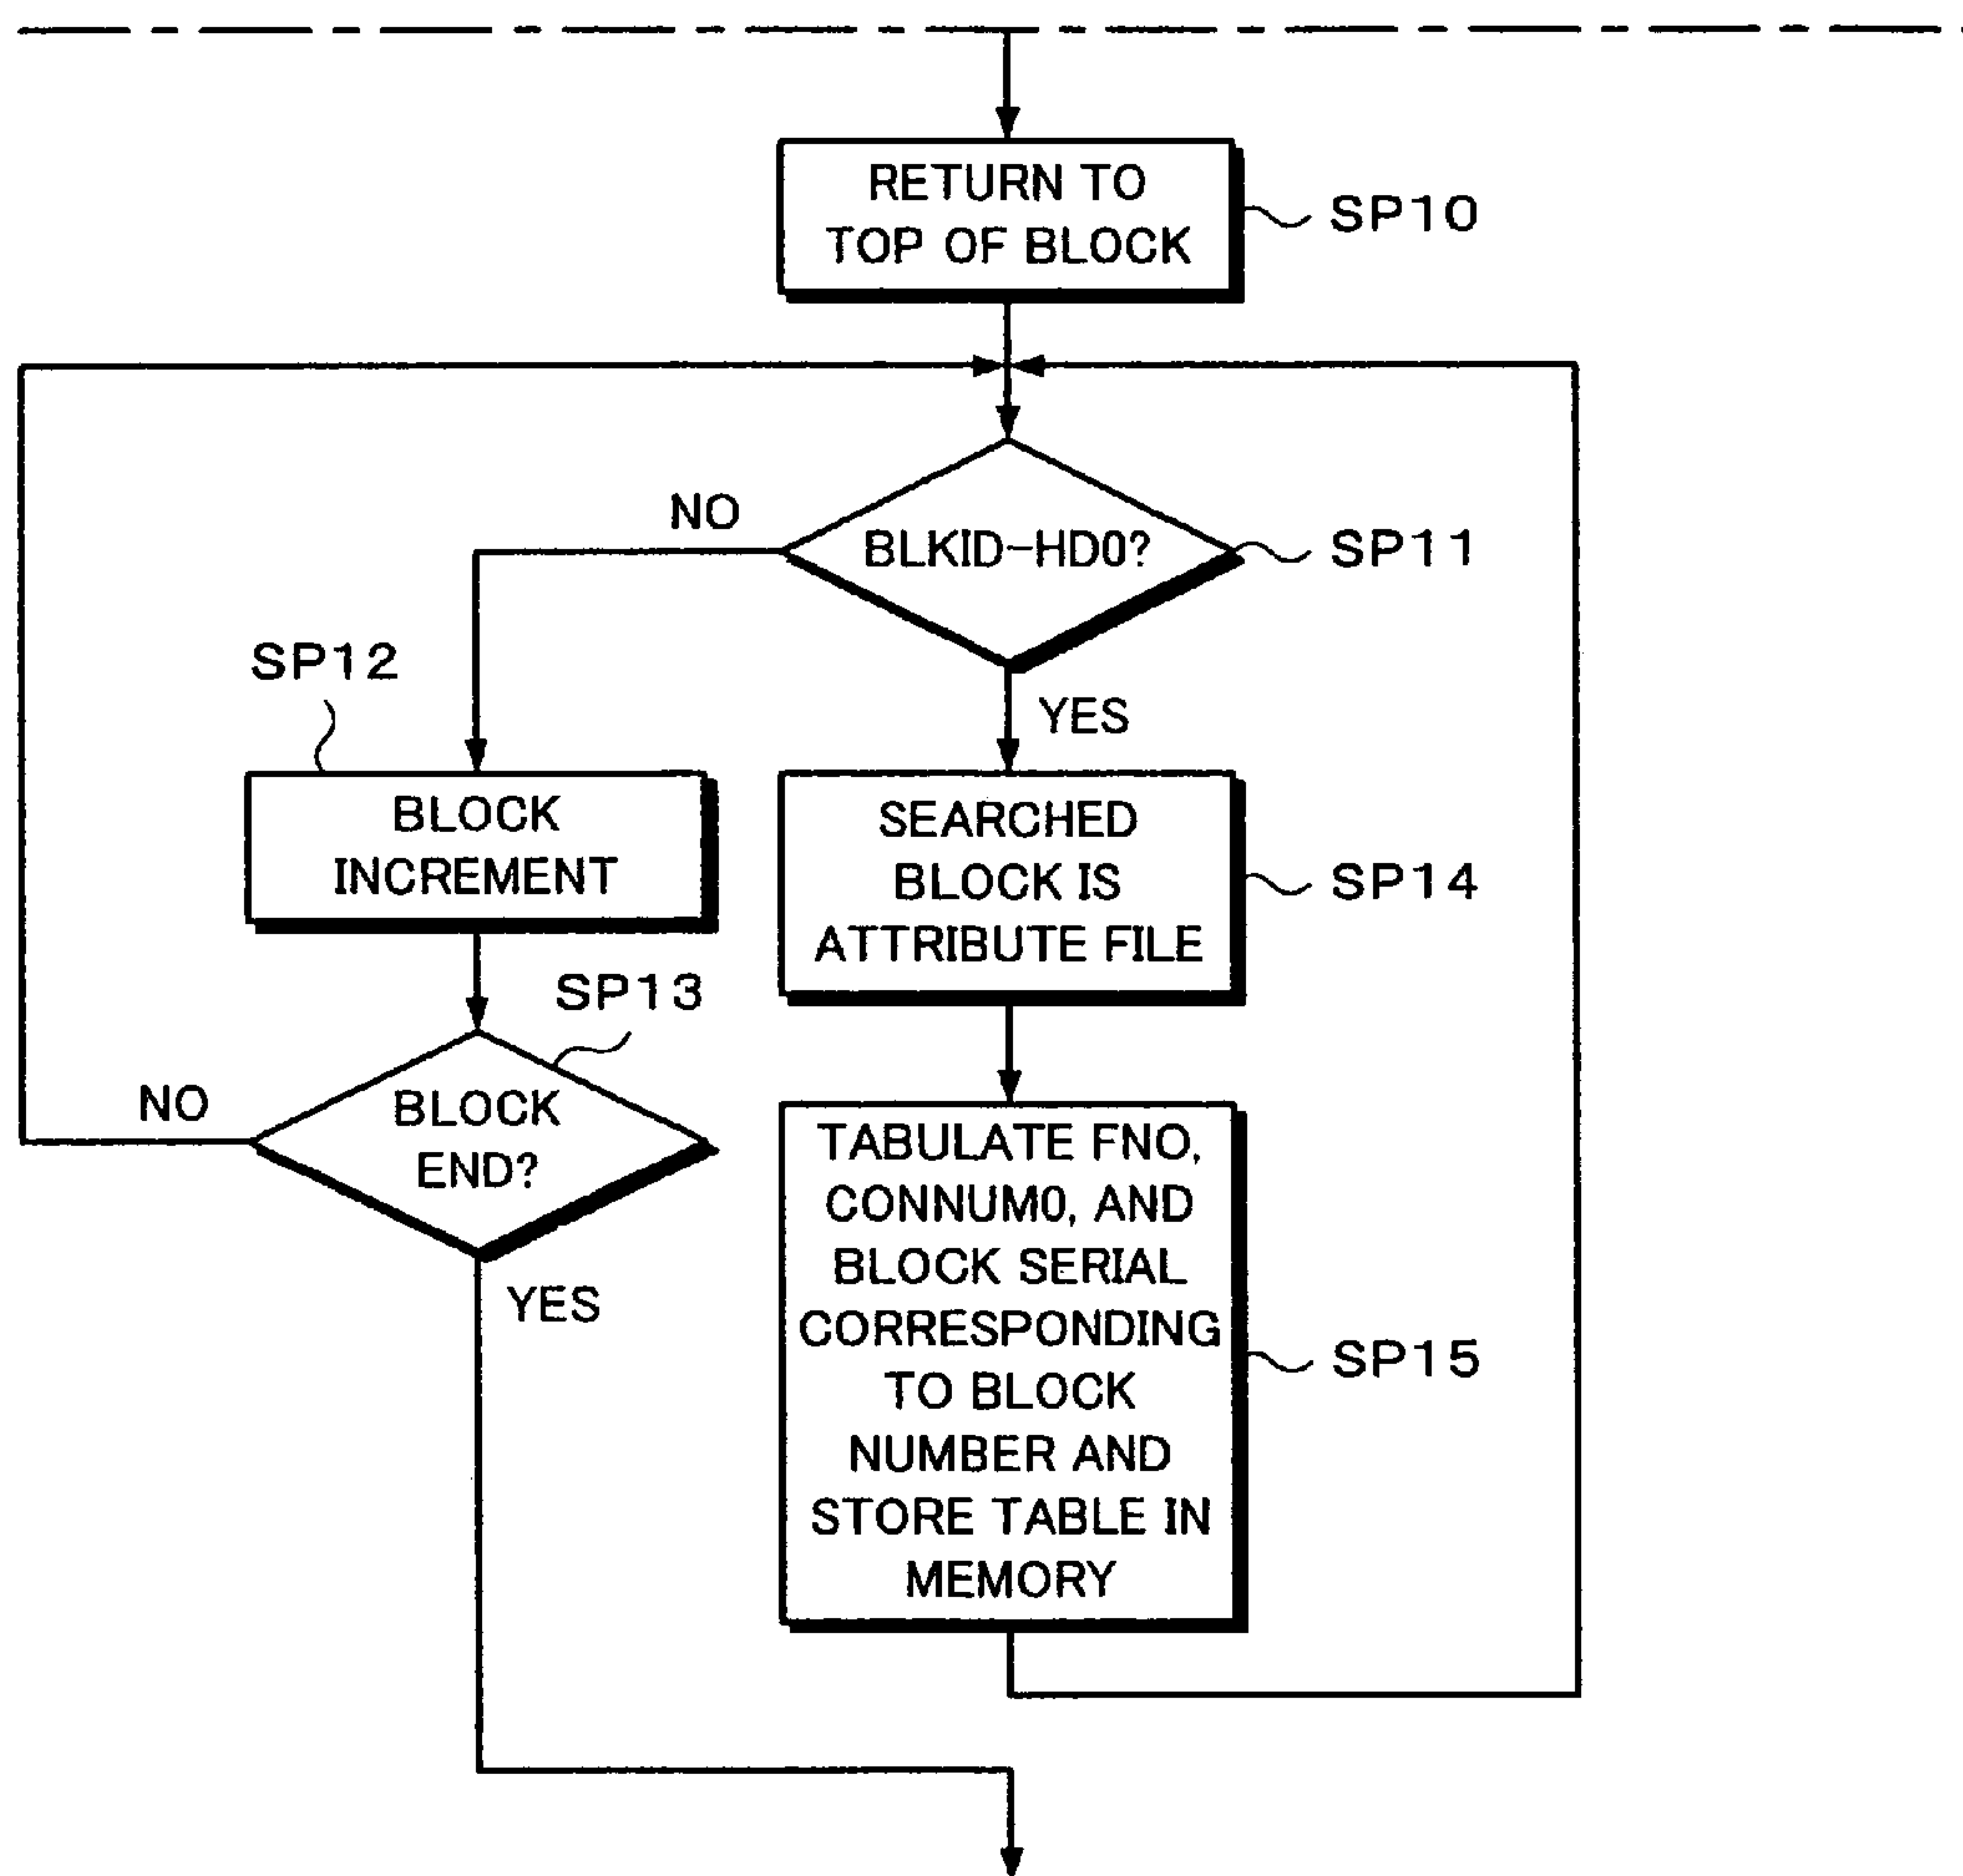 RETURN TO
TOP OF BLOCK
SP10
NO
BLKID-HD0?
SP11
YES
SP12
BLOCK
INCREMENT
SEARCHED
BLOCK IS
ATTRIBUTE FILE
SP14
SP13
NO
BLOCK
END?
YES
TABULATE FNO,
CONNUM0, AND
BLOCK SERIAL
CORRESPONDING
TO BLOCK
NUMBER AND
STORE TABLE IN
MEMORY
SP15